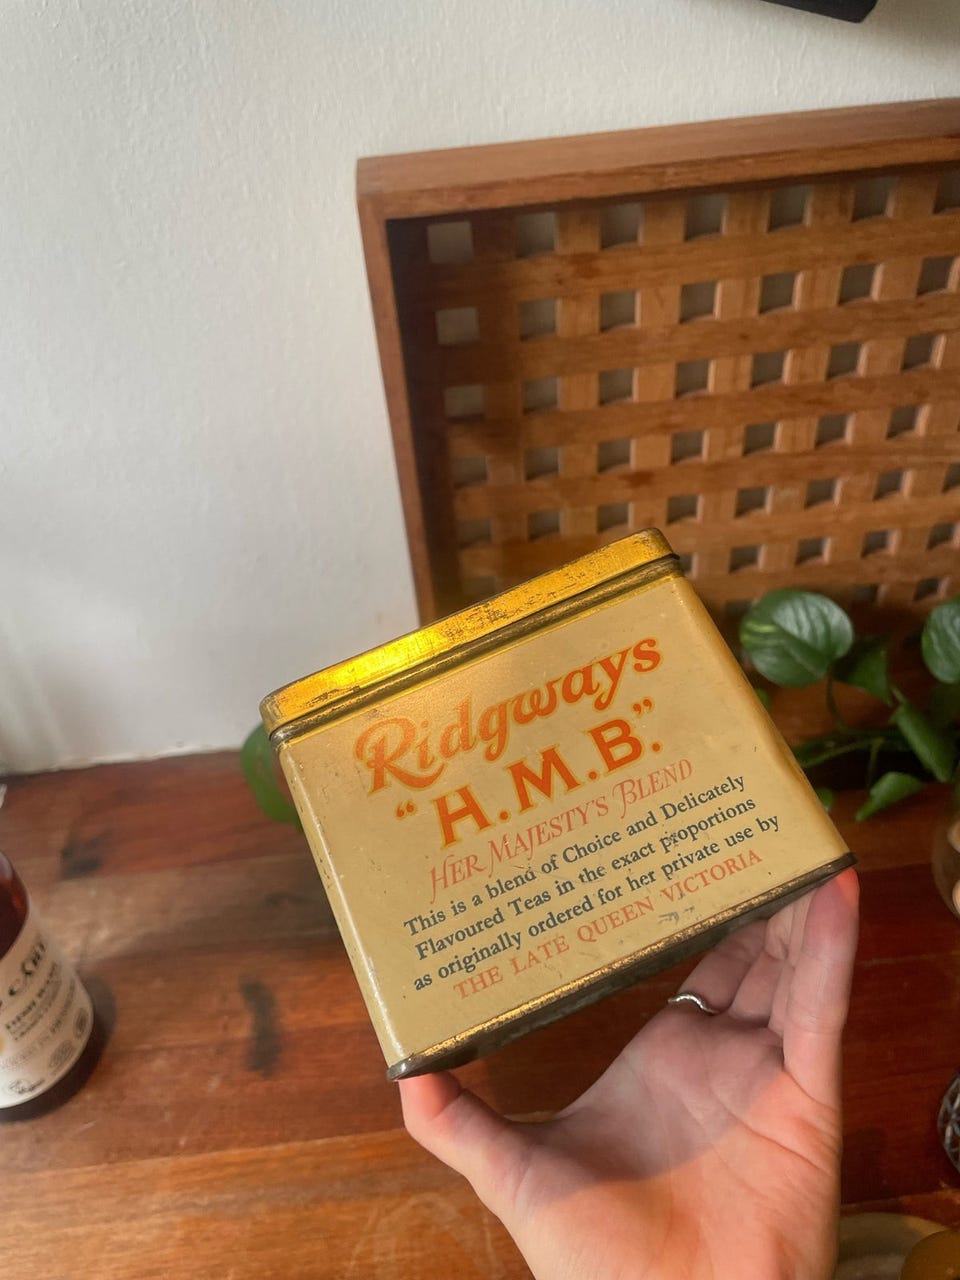 Ridgways
"H.M.B."
HER MAJESTY'S BLEND
This is a blend of Choice and Delicately
Flavoured Teas in the exact proportions
as originally ordered for her private use by
THE LATE QUEEN VICTORIA